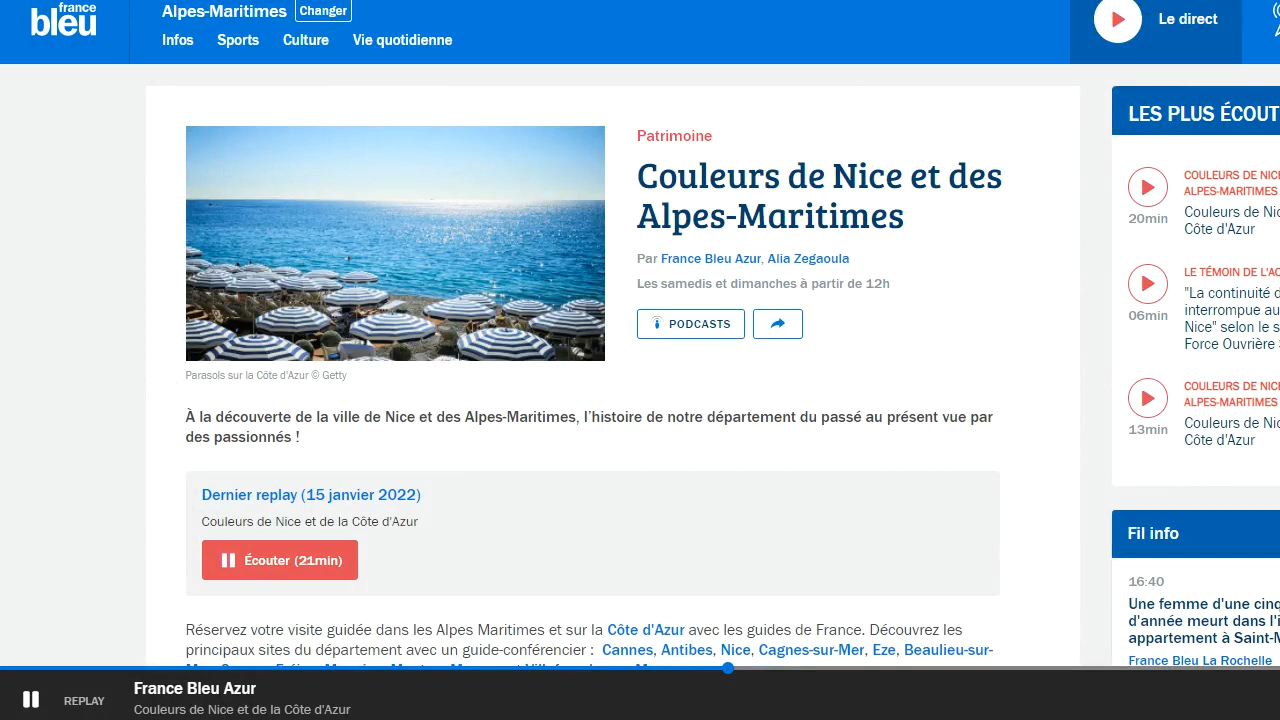 france
bleu
Alpes-Maritimes Changer
Infos Sports Culture Vie quotidienne
Le direct
Patrimoine
Couleurs de Nice et des
Alpes-Maritimes
Par France Bleu Azur, Alia Zegaoula
Les samedis et dimanches à partir de 12h
PODCASTS
Parasols sur la Côte d'Azur © Getty
À la découverte de la ville de Nice et des Alpes-Maritimes, l'histoire de notre département du passé au présent vue par
des passionnés !
Dernier replay (15 janvier 2022)
Couleurs de Nice et de la Côte d'Azur
Écouter (21min)
Réservez votre visite guidée dans les Alpes Maritimes et sur la Côte d'Azur avec les guides de France. Découvrez les
principaux sites du département avec un guide-conférencier : Cannes, Antibes, Nice, Cagnes-sur-Mer, Eze, Beaulieu-sur-
LES PLUS ÉCOUT
COULEURS DE NICE
ALPES-MARITIMES
20min
Couleurs de Nic
Côte d'Azur
LE TÉMOIN DE L'AC
06min
"La continuité d
interrompue au
Nice" selon le s
Force Ouvrière
COULEURS DE NICE
ALPES-MARITIMES
13min
Couleurs de Nic
Côte d'Azur
Fil info
16:40
Une femme d'une cinq
d'année meurt dans l'i
appartement à Saint-M
France Bleu La Rochelle
REPLAY
France Bleu Azur
Couleurs de Nice et de la Côte d'Azur